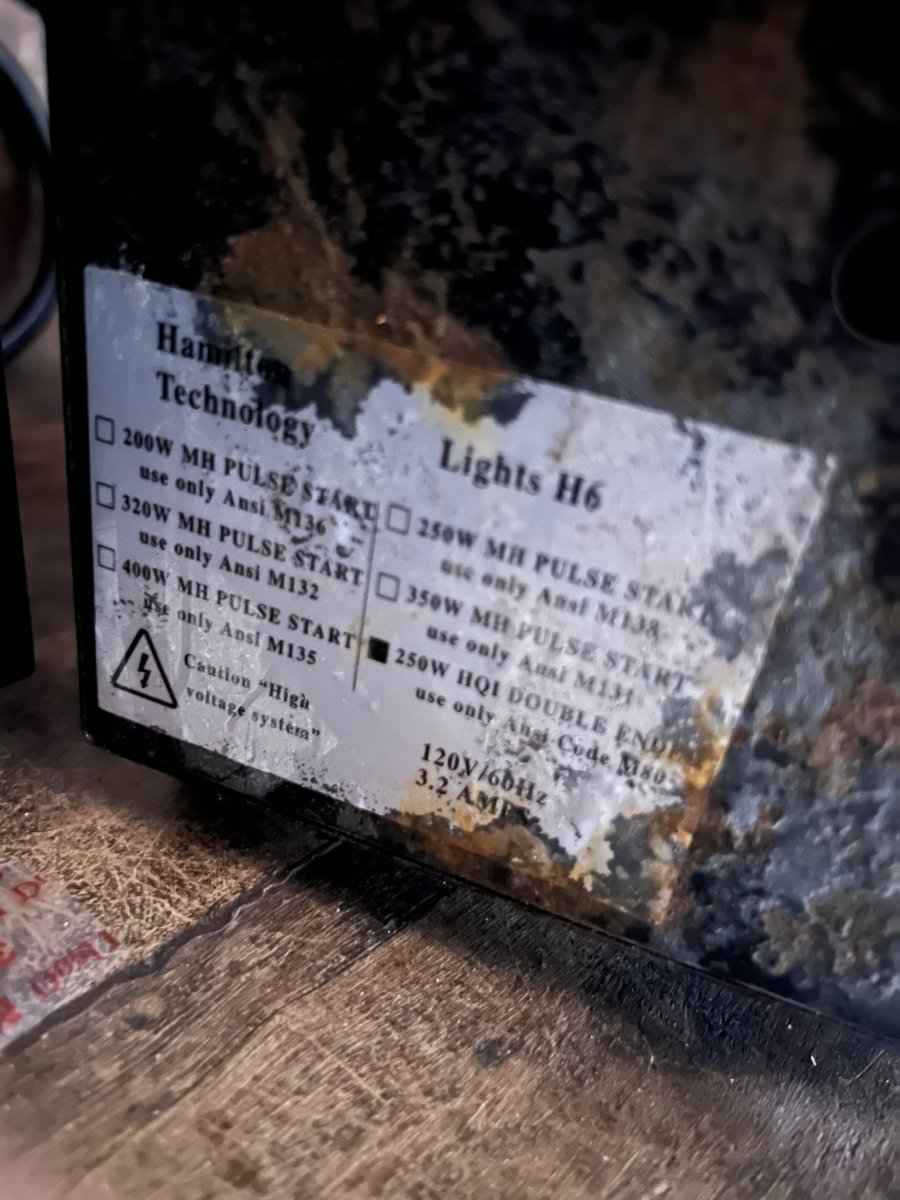 Hamilton
Technology
200W MH PULSE START
use only Ansi M136
320W MH PULSE START
use only Ansi M132
400W MH PULSE START
use only Ansi M135
Caution "High
voltage system"
Lights H6
250W MH PULSE START
use only Ansi M138
350W MH PULSE START
use only Ansi M131
250W HQI DOUBLE
use only Ansi Code M80
120V/60Hz
3.2 AMP